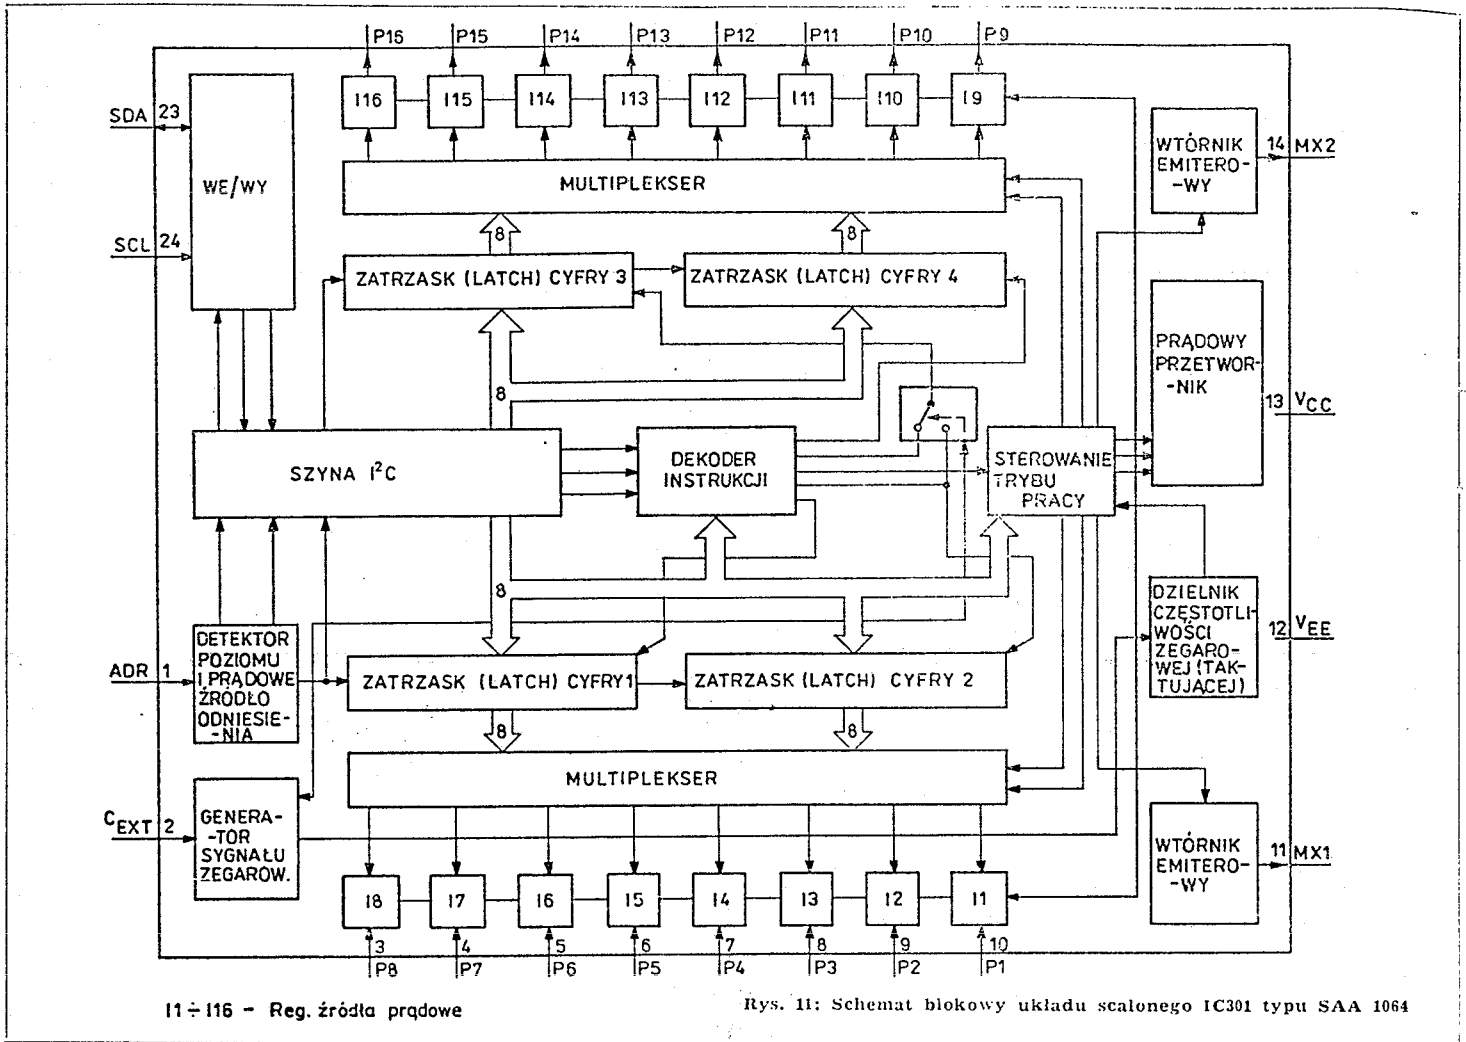 P16 P15 P14 P13 P12 P11 P10 P9
I16 I15 I14 I13 I12 I11 I10 I9
SDA 23
SCL 24
WE/WY
MULTIPLEKSER
WTÓRNIK
EMITERO-
-WY
14 MX2
8 8
ZATRZASK (LATCH) CYFRY 3
ZATRZASK (LATCH) CYFRY 4
PRĄDOWY
PRZETWOR-
-NIK
13 VCC
8
SZYNA I²C
DEKODER
INSTRUKCJI
STEROWANIE
TRYBU
PRACY
8
DZIELNIK
CZĘSTOTLI-
WOŚCI
ZEGARO-
WEJ (TAK-
TUJĄCEJ)
12 VEE
ADR 1
DETEKTOR
POZIOMU
I PRĄDOWE
ŹRÓDŁO
ODNIESIE-
-NIA
ZATRZASK (LATCH) CYFRY 1
ZATRZASK (LATCH) CYFRY 2
8 8
MULTIPLEKSER
CEXT 2
GENERA-
-TOR
SYGNAŁU
ZEGARÓW.
WTÓRNIK
EMITERO-
-WY
11 MX1
I8 I7 I6 I5 I4 I3 I2 I1
3 4 5 6 7 8 9 10
P8 P7 P6 P5 P4 P3 P2 P1
I1÷I16 - Reg. źródła prądowe
Rys. 11: Schemat blokowy układu scalonego IC301 typu SAA 1064